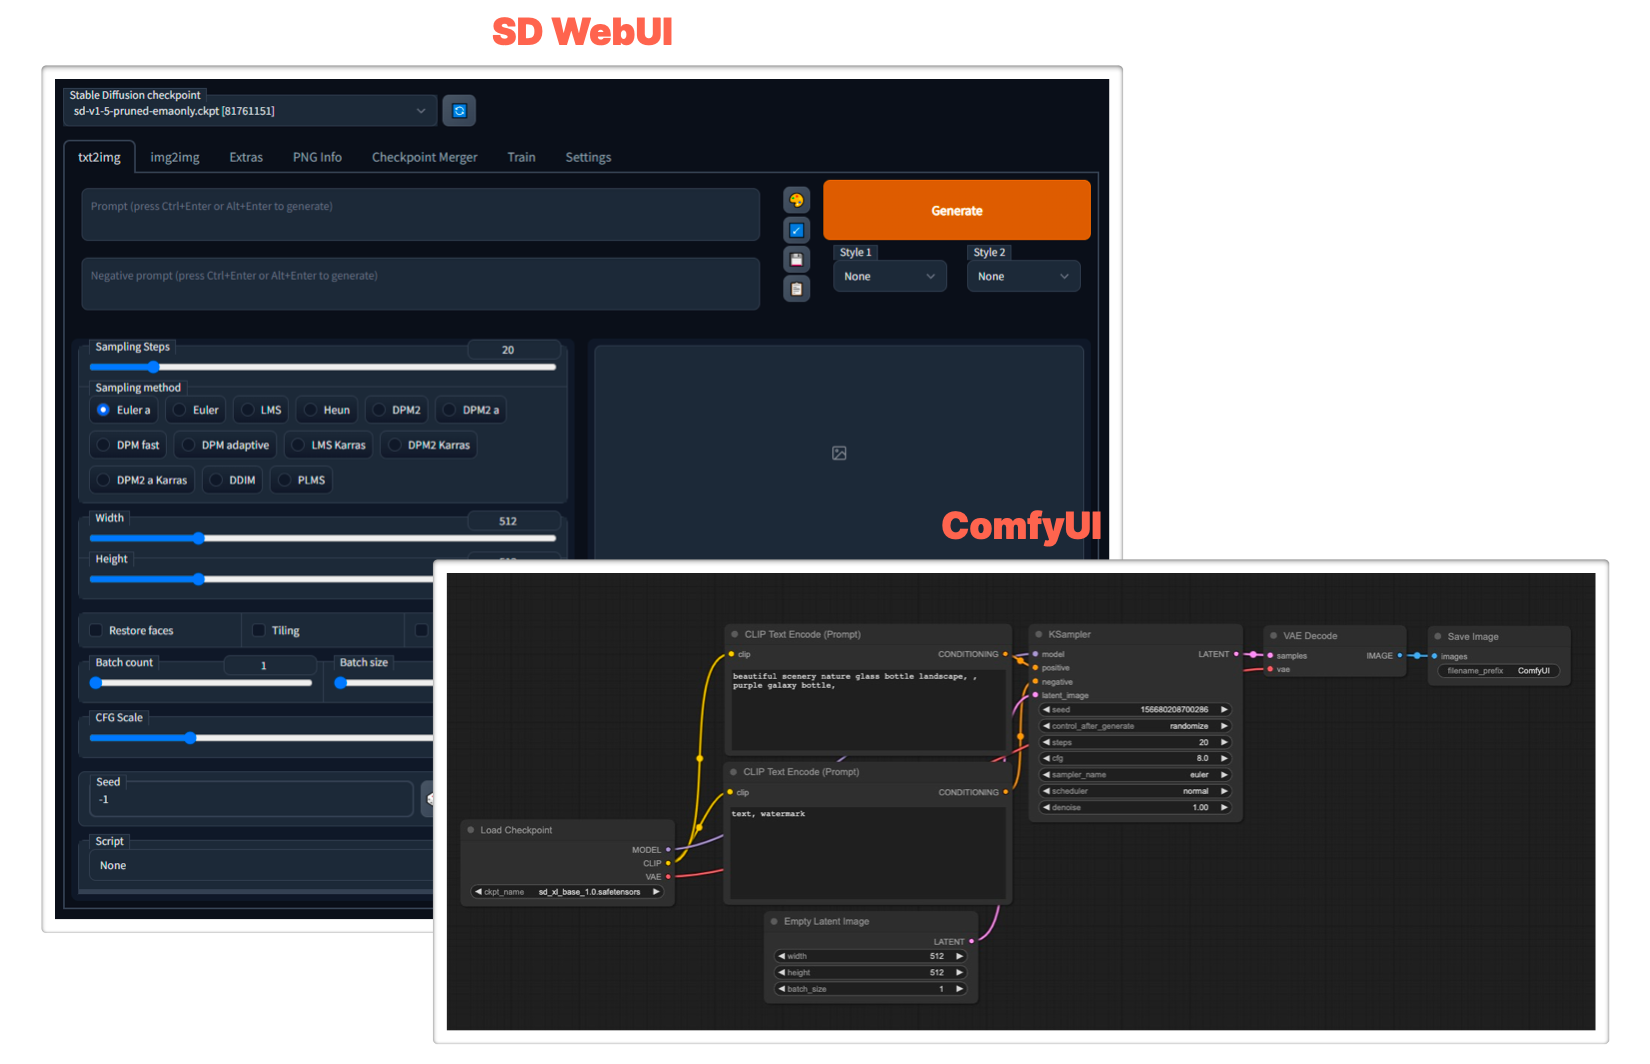 SD WebUI
Stable Diffusion checkpoint
sd-v1-5-pruned-emaonly.ckpt [81761151]
txt2img img2img Extras PNG Info Checkpoint Merger Train Settings
Prompt (press Ctrl+Enter or Alt+Enter to generate)
Generate
Negative prompt (press Ctrl+Enter or Alt+Enter to generate)
Style 1 Style 2
None None
Sampling Steps 20
Sampling method
Euler a Euler LMS Heun DPM2 DPM2 a
DPM fast DPM adaptive LMS Karras DPM2 Karras
DPM2 a Karras DDIM PLMS
Width 512
Height
Restore faces Tiling
Batch count 1 Batch size
CFG Scale
Seed
-1
Script
None
ComfyUI
CLIP Text Encode (Prompt)
clip CONDITIONING
beautiful scenery nature glass bottle landscape, ,
purple galaxy bottle,
CLIP Text Encode (Prompt)
clip CONDITIONING
text, watermark
Load Checkpoint
MODEL
CLIP
VAE
ckpt_name sd_xl_base_1.0.safetensors
Empty Latent Image
LATENT
width 512
height 512
batch_size 1
KSampler
model LATENT
positive
negative
latent_image
seed 156680208700286
control_after_generate randomize
steps 20
cfg 8.0
sampler_name euler
scheduler normal
denoise 1.00
VAE Decode
samples IMAGE
vae
Save Image
images
filename_prefix ComfyUI